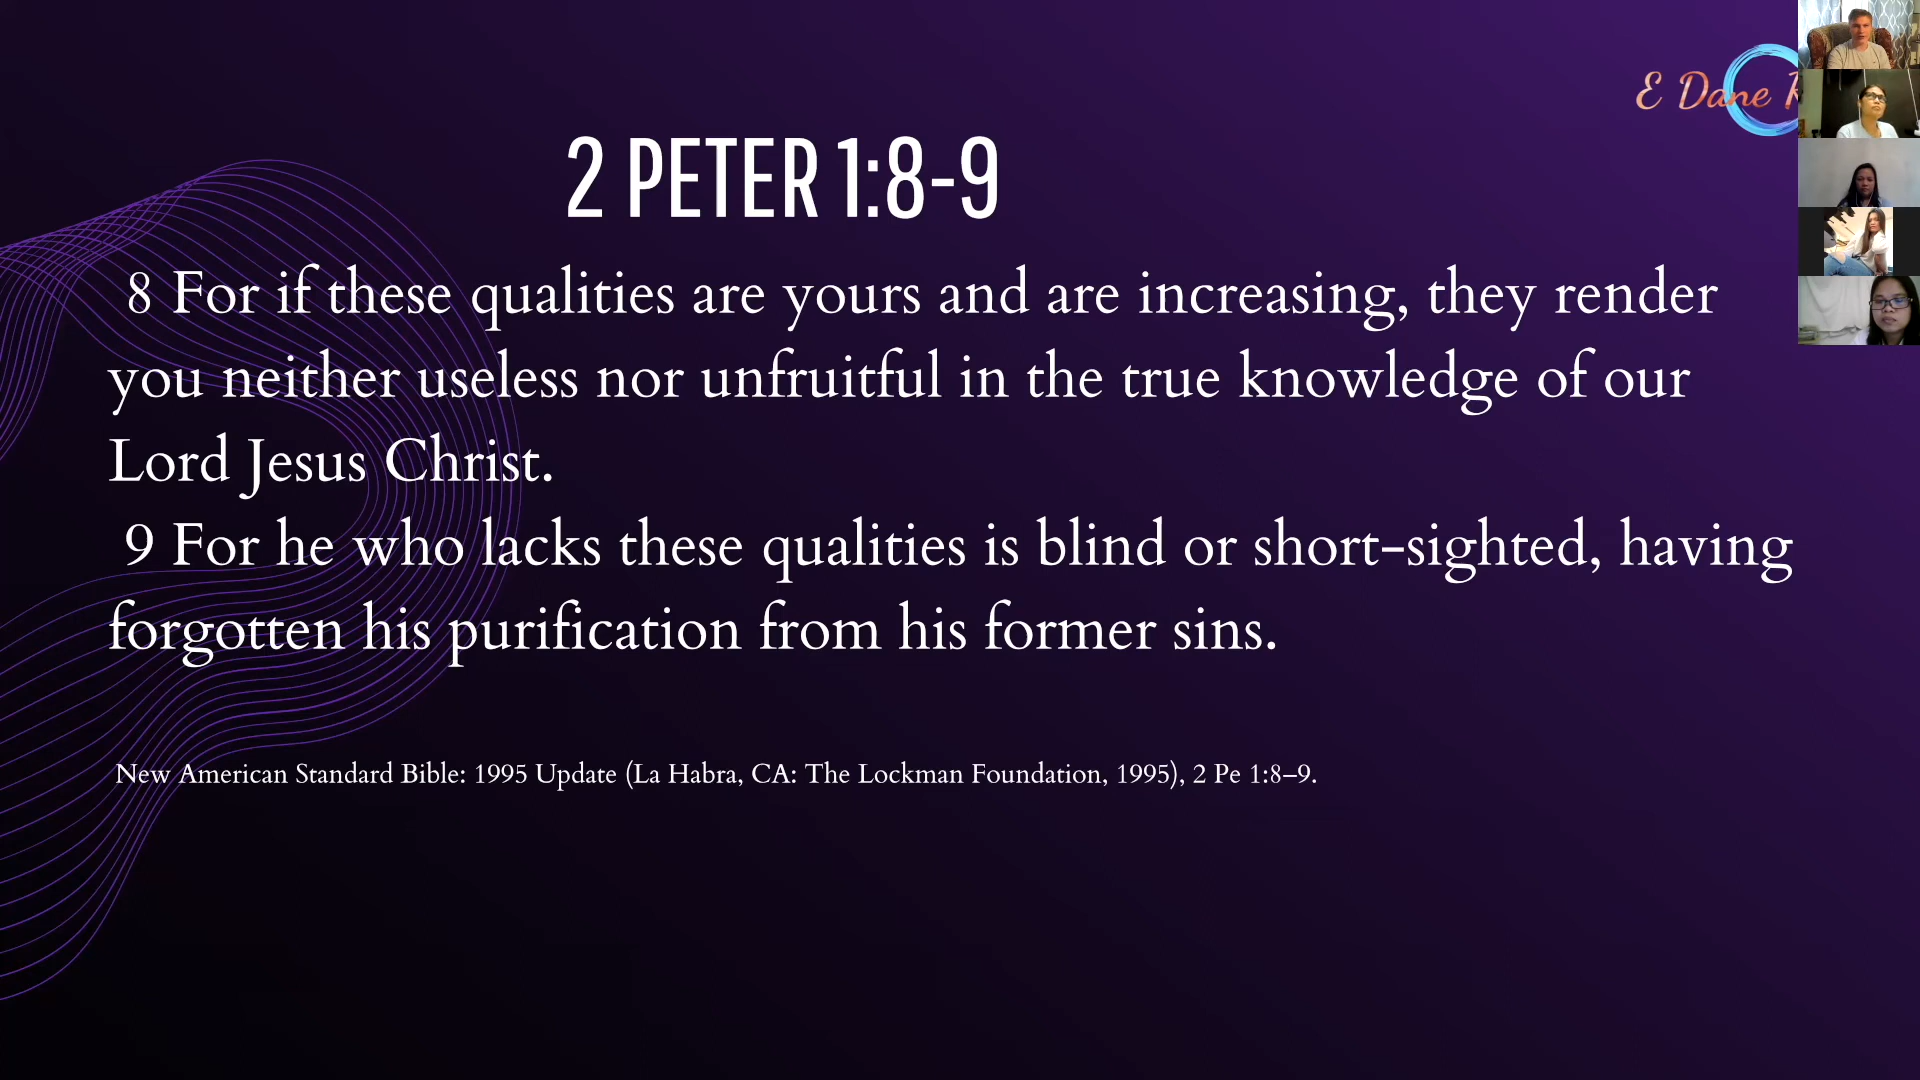 E Dane
2 PETER 1:8-9
8 For if these qualities are yours and are increasing, they render
you neither useless nor unfruitful in the true knowledge of our
Lord Jesus Christ.
9 For he who lacks these qualities is blind or short-sighted, having
forgotten his purification from his former sins.
New American Standard Bible: 1995 Update (La Habra, CA: The Lockman Foundation, 1995), 2 Pe 1:8–9.